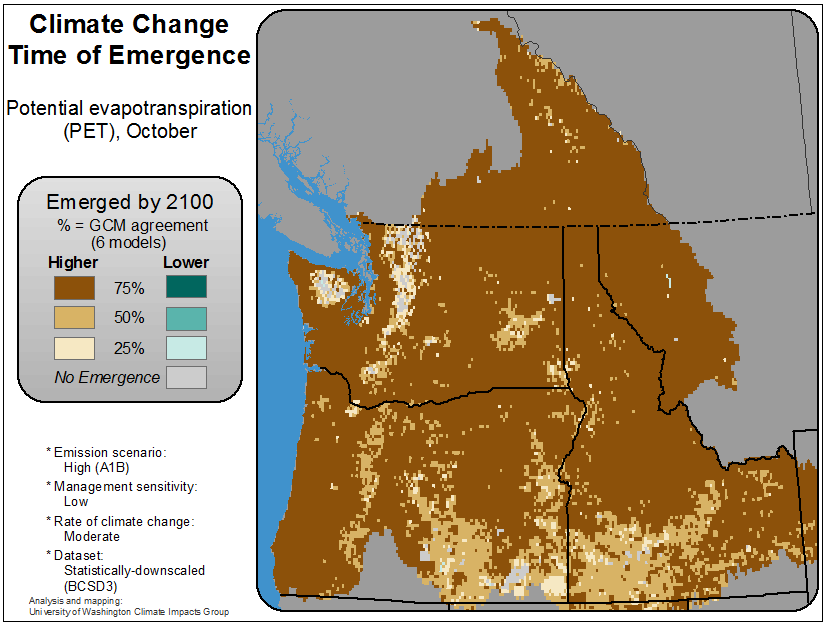 Climate Change
Time of Emergence
Potential evapotranspiration
(PET), October
Emerged by 2100
% = GCM agreement
(6 models)
Higher Lower
75%
50%
25%
No Emergence
* Emission scenario:
High (A1B)
* Management sensitivity:
Low
* Rate of climate change:
Moderate
* Dataset:
Statistically-downscaled
(BCSD3)
Analysis and mapping:
University of Washington Climate Impacts Group